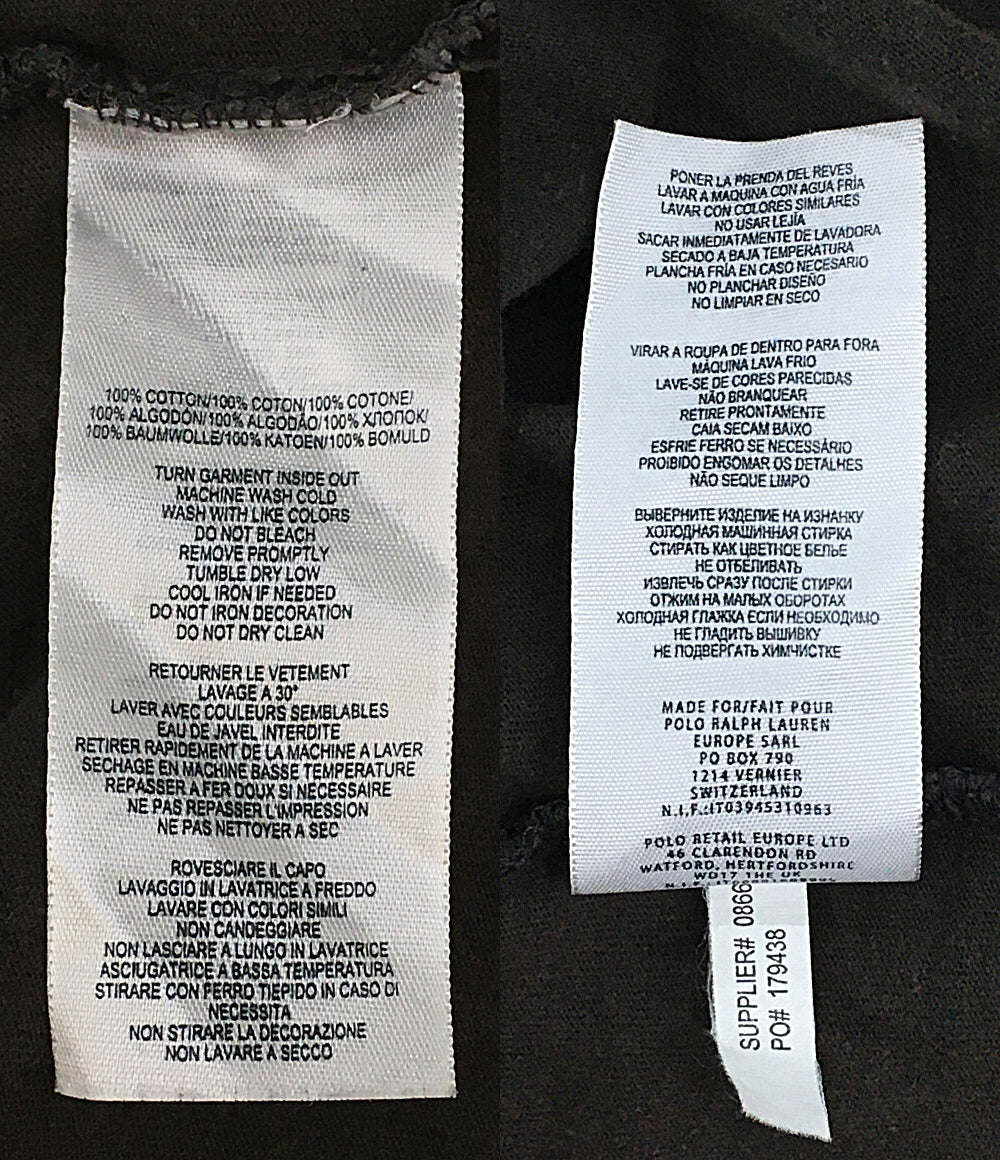 100% COTTON/100% COTON/100% COTONE/
100% ALGODÓN/100% ALGODÃO/100% ХЛОПОК/
100% BAUMWOLLE/100% KATOEN/100% BOMULD
TURN GARMENT INSIDE OUT
MACHINE WASH COLD
WASH WITH LIKE COLORS
DO NOT BLEACH
REMOVE PROMPTLY
TUMBLE DRY LOW
COOL IRON IF NEEDED
DO NOT IRON DECORATION
DO NOT DRY CLEAN
RETOURNER LE VETEMENT
LAVAGE A 30°
LAVER AVEC COULEURS SEMBLABLES
EAU DE JAVEL INTERDITE
RETIRER RAPIDEMENT DE LA MACHINE A LAVER
SECHAGE EN MACHINE BASSE TEMPERATURE
REPASSER A FER DOUX SI NECESSAIRE
NE PAS REPASSER L'IMPRESSION
NE PAS NETTOYER A SEC
ROVESCIARE IL CAPO
LAVAGGIO IN LAVATRICE A FREDDO
LAVARE CON COLORI SIMILI
NON CANDEGGIARE
NON LASCIARE A LUNGO IN LAVATRICE
ASCIUGATRICE A BASSA TEMPERATURA
STIRARE CON FERRO TIEPIDO IN CASO DI
NECESSITA
NON STIRARE LA DECORAZIONE
NON LAVARE A SECCO
PONER LA PRENDA DEL REVES
LAVAR A MAQUINA CON AGUA FRÍA
LAVAR CON COLORES SIMILARES
NO USAR LEJÍA
SACAR INMEDIATAMENTE DE LAVADORA
SECADO A BAJA TEMPERATURA
PLANCHA FRÍA EN CASO NECESARIO
NO PLANCHAR DISEÑO
NO LIMPIAR EN SECO
VIRAR A ROUPA DE DENTRO PARA FORA
MÁQUINA LAVA FRIO
LAVE-SE DE CORES PARECIDAS
NÃO BRANQUEAR
RETIRE PRONTAMENTE
CAIA SECAM BAIXO
ESFRIE FERRO SE NECESSÁRIO
PROIBIDO ENGOMAR OS DETALHES
NÃO SEQUE LIMPO
ВЫВЕРНИТЕ ИЗДЕЛИЕ НА ИЗНАНКУ
ХОЛОДНАЯ МАШИННАЯ СТИРКА
СТИРАТЬ КАК ЦВЕТНОЕ БЕЛЬЕ
НЕ ОТБЕЛИВАТЬ
ИЗВЛЕЧЬ СРАЗУ ПОСЛЕ СТИРКИ
ОТЖИМ НА МАЛЫХ ОБОРОТАХ
ХОЛОДНАЯ ГЛАЖКА ЕСЛИ НЕОБХОДИМО
НЕ ГЛАДИТЬ ВЫШИВКУ
НЕ ПОДВЕРГАТЬ ХИМЧИСТКЕ
MADE FOR/FAIT POUR
POLO RALPH LAUREN
EUROPE SARL
PO BOX 790
1214 VERNIER
SWITZERLAND
N.I.F.:IT03945310963
POLO RETAIL EUROPE LTD
46 CLARENDON RD
WATFORD, HERTFORDSHIRE
WD17 1HE UK
SUPPLIER# 0866
PO# 179438